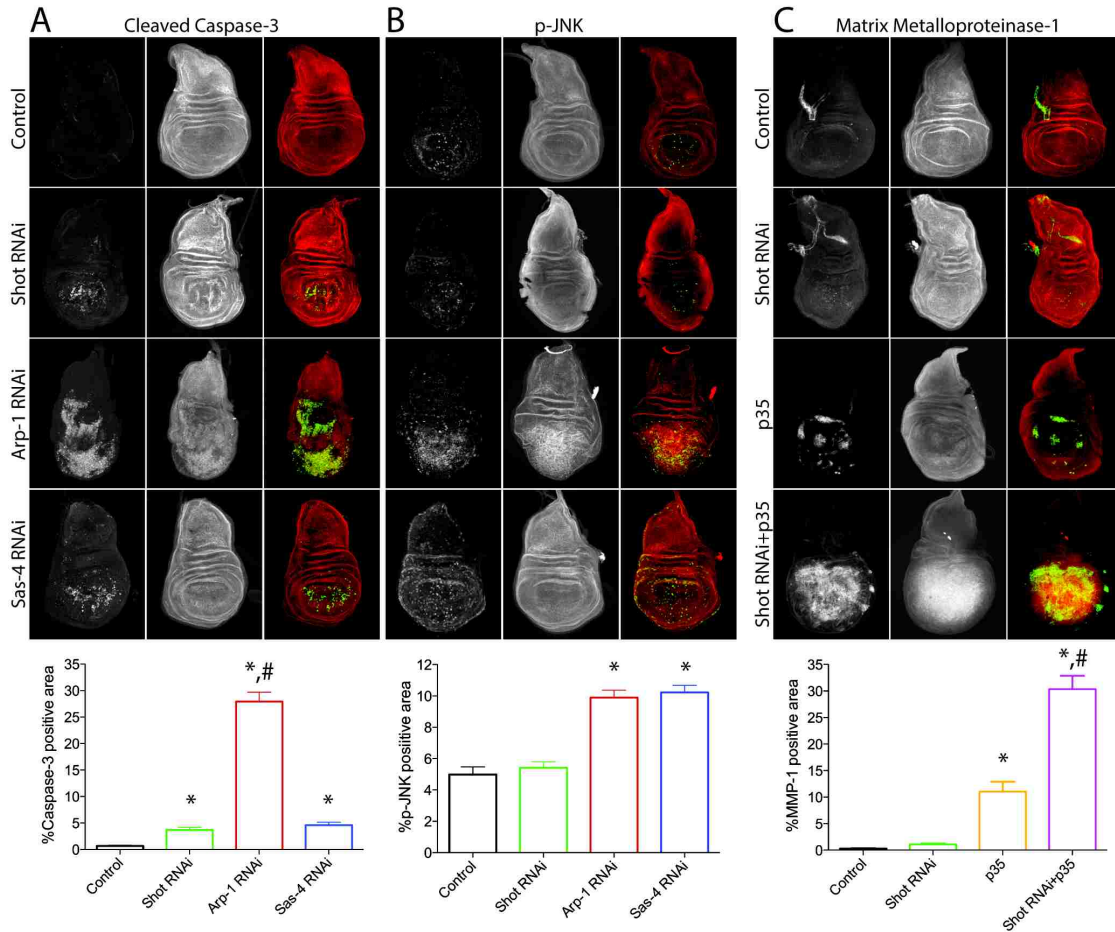 A
Cleaved Caspase-3
B
p-JNK
C
Matrix Metalloproteinase-1
Control
Shot RNAi
Arp-1 RNAi
Sas-4 RNAi
Control
Shot RNAi
p35
Shot RNAi+p35
%Caspase-3 positive area
35
30
25
20
15
10
5
0
*
*,#
*
Control
Shot RNAi
Arp-1 RNAi
Sas-4 RNAi
%p-JNK posiitive area
12
10
8
6
4
2
0
*
*
Control
Shot RNAi
Arp-1 RNAi
Sas-4 RNAi
%MMP-1 positive area
35
30
25
20
15
10
5
0
*
*,#
Control
Shot RNAi
p35
Shot RNAi+p35